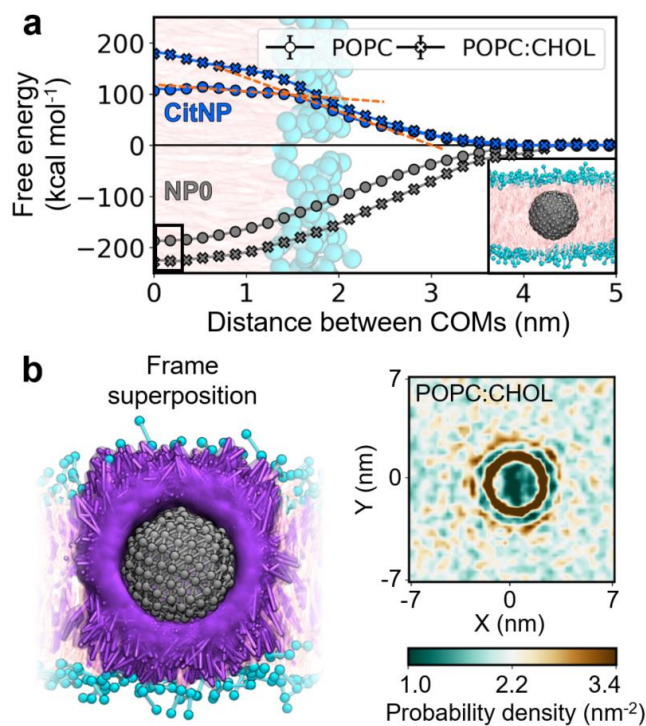 a
POPC POPC:CHOL
200
100
0
−100
−200
Free energy
(kcal mol⁻¹)
CitNP
NP0
0 1 2 3 4 5
Distance between COMs (nm)
b
Frame
superposition
POPC:CHOL
7
0
-7
Y (nm)
-7 0 7
X (nm)
1.0 2.2 3.4
Probability density (nm⁻²)